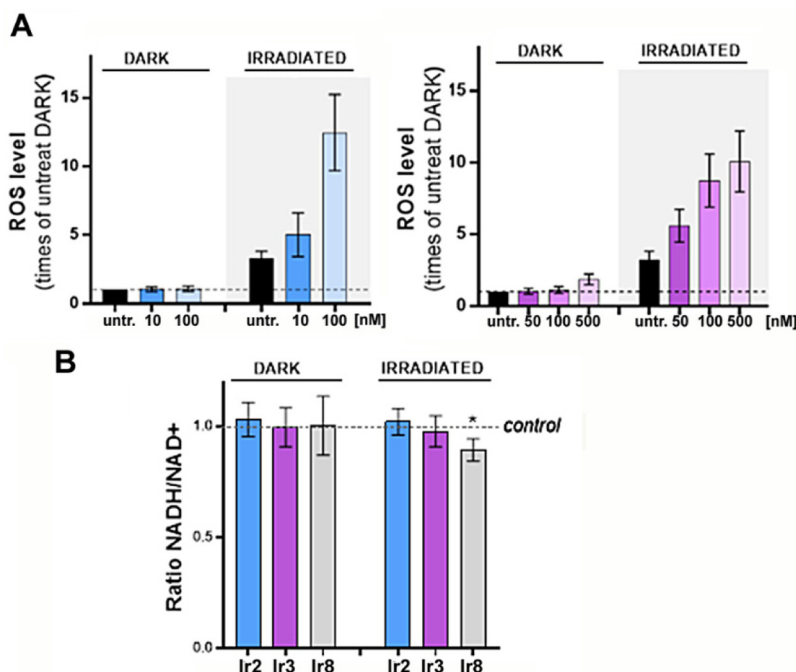 A
DARK
IRRADIATED
ROS level
(times of untreat DARK)
15
10
5
0
untr. 10 100
untr. 10 100 [nM]
DARK
IRRADIATED
ROS level
(times of untreat DARK)
15
10
5
0
untr. 50 100 500
untr. 50 100 500 [nM]
B
DARK
IRRADIATED
Ratio NADH/NAD+
1.0
0.5
0.0
*
control
Ir2 Ir3 Ir8
Ir2 Ir3 Ir8